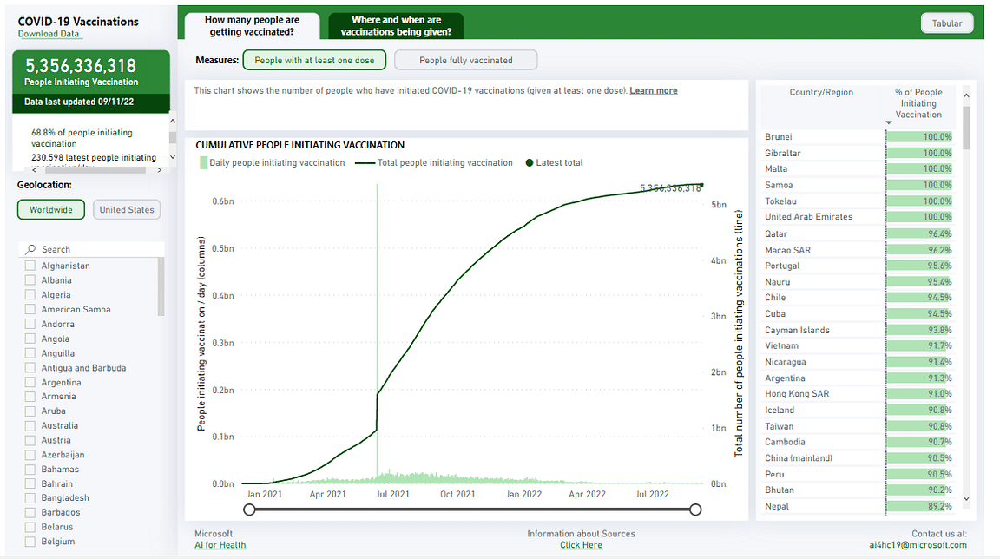 COVID-19 Vaccinations
Download Data
5,356,336,318
People Initiating Vaccination
Data last updated 09/11/22
68.8% of people initiating
vaccination
230,598 latest people initiating
Geolocation:
Worldwide
United States
Search
Afghanistan
Albania
Algeria
American Samoa
Andorra
Angola
Anguilla
Antigua and Barbuda
Argentina
Armenia
Aruba
Australia
Austria
Azerbaijan
Bahamas
Bahrain
Bangladesh
Barbados
Belarus
Belgium
How many people are
getting vaccinated?
Where and when are
vaccinations being given?
Tabular
Measures:
People with at least one dose
People fully vaccinated
This chart shows the number of people who have initiated COVID-19 vaccinations (given at least one dose). Learn more
CUMULATIVE PEOPLE INITIATING VACCINATION
Daily people initiating vaccination
Total people initiating vaccination
Latest total
People initiating vaccination / day (columns)
0.6bn
0.5bn
0.4bn
0.3bn
0.2bn
0.1bn
0.0bn
5,356,336,318
5bn
4bn
3bn
2bn
1bn
0bn
Total number of people initiating vaccinations (line)
Jan 2021
Apr 2021
Jul 2021
Oct 2021
Jan 2022
Apr 2022
Jul 2022
Country/Region
% of People
Initiating
Vaccination
Brunei 100.0%
Gibraltar 100.0%
Malta 100.0%
Samoa 100.0%
Tokelau 100.0%
United Arab Emirates 100.0%
Qatar 96.4%
Macao SAR 96.2%
Portugal 95.6%
Nauru 95.4%
Chile 94.5%
Cuba 94.5%
Cayman Islands 93.8%
Vietnam 91.7%
Nicaragua 91.4%
Argentina 91.3%
Hong Kong SAR 91.0%
Iceland 90.8%
Taiwan 90.8%
Cambodia 90.7%
China (mainland) 90.5%
Peru 90.5%
Bhutan 90.2%
Nepal 89.2%
Microsoft
AI for Health
Information about Sources
Click Here
Contact us at:
ai4hc19@microsoft.com